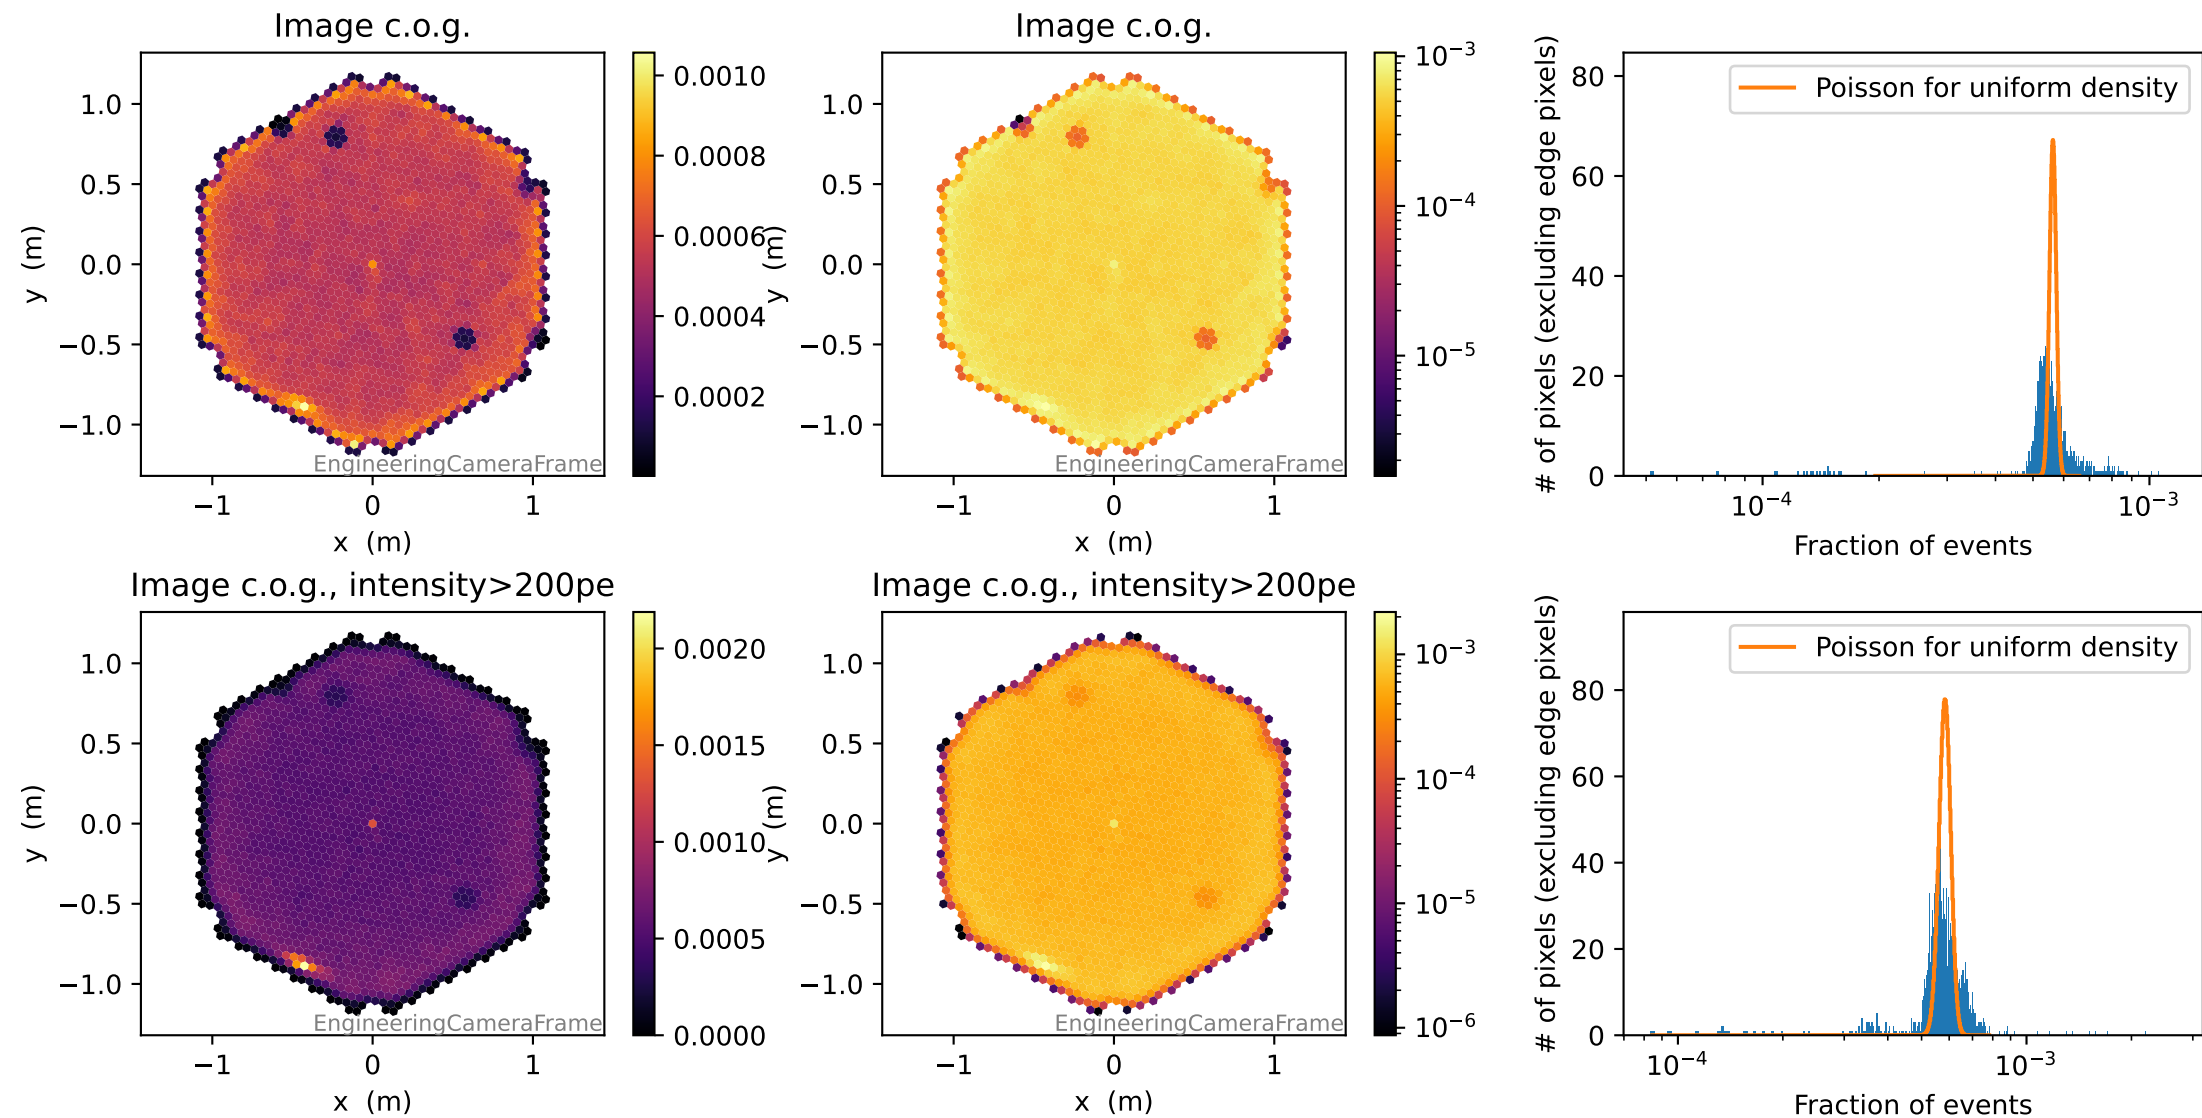 Image c.o.g.
1.0
0.5
0.0
−0.5
−1.0
y (m)
−1
0
1
x (m)
EngineeringCameraFrame
0.0010
0.0008
0.0006
0.0004
0.0002
Image c.o.g.
1.0
0.5
0.0
−0.5
−1.0
y (m)
−1
0
1
x (m)
EngineeringCameraFrame
10⁻³
10⁻⁴
10⁻⁵
Poisson for uniform density
80
60
40
20
0
# of pixels (excluding edge pixels)
10⁻⁴
10⁻³
Fraction of events
Image c.o.g., intensity>200pe
1.0
0.5
0.0
−0.5
−1.0
y (m)
−1
0
1
x (m)
EngineeringCameraFrame
0.0020
0.0015
0.0010
0.0005
0.0000
Image c.o.g., intensity>200pe
1.0
0.5
0.0
−0.5
−1.0
y (m)
−1
0
1
x (m)
EngineeringCameraFrame
10⁻³
10⁻⁴
10⁻⁵
10⁻⁶
Poisson for uniform density
80
60
40
20
0
# of pixels (excluding edge pixels)
10⁻⁴
10⁻³
Fraction of events